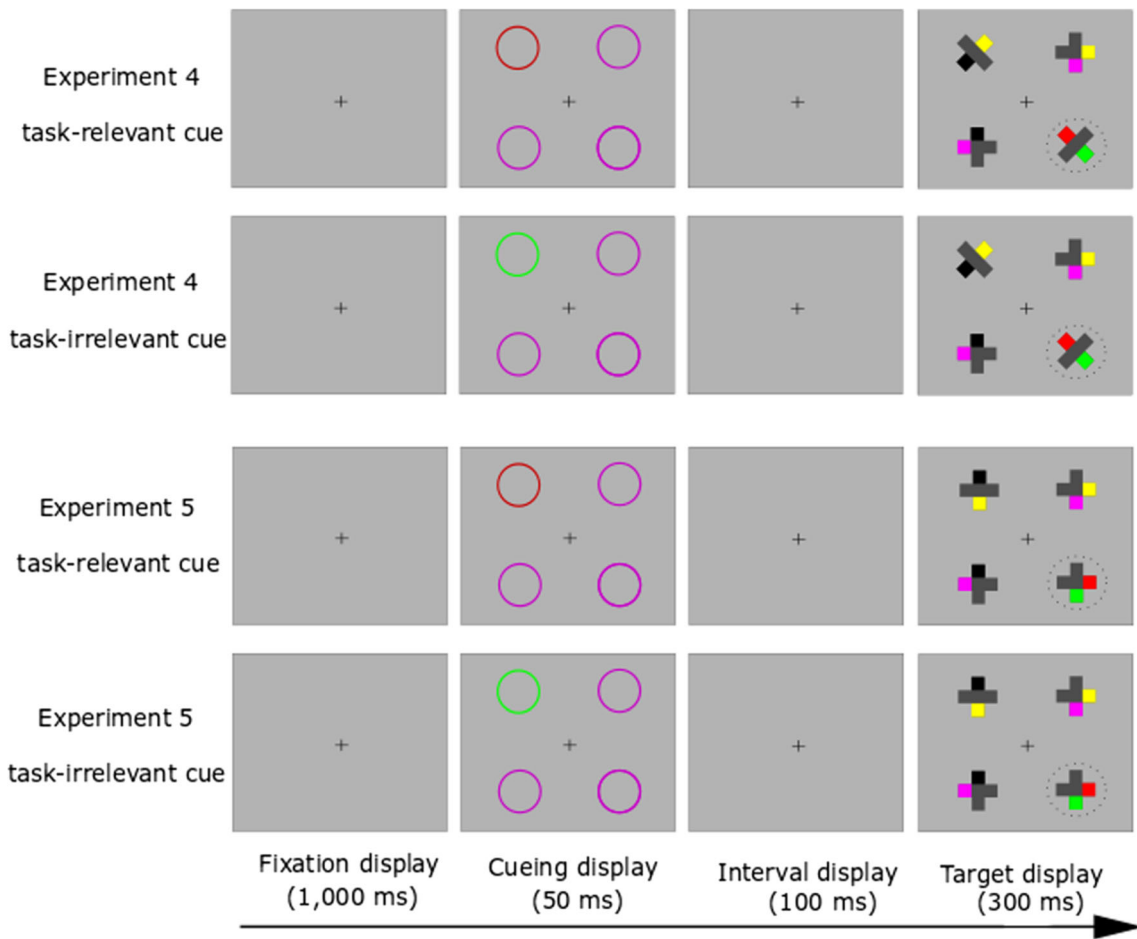 Experiment 4
task-relevant cue
Experiment 4
task-irrelevant cue
Experiment 5
task-relevant cue
Experiment 5
task-irrelevant cue
Fixation display
(1,000 ms)
Cueing display
(50 ms)
Interval display
(100 ms)
Target display
(300 ms)